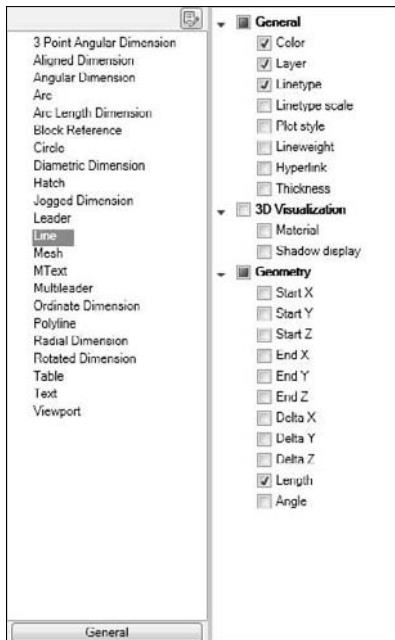 3 Point Angular Dimension
Aligned Dimension
Angular Dimension
Arc
Arc Length Dimension
Block Reference
Circle
Diametric Dimension
Hatch
Jogged Dimension
Leader
Line
Mesh
MText
Multileader
Ordinate Dimension
Polyline
Radial Dimension
Rotated Dimension
Table
Text
Viewport
General
General
Color
Layer
Linetype
Linetype scale
Plot style
Lineweight
Hyperlink
Thickness
3D Visualization
Material
Shadow display
Geometry
Start X
Start Y
Start Z
End X
End Y
End Z
Delta X
Delta Y
Delta Z
Length
Angle